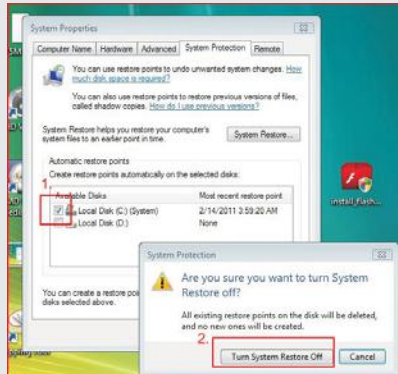 System Properties
Computer Name Hardware Advanced System Protection Remote
You can use restore points to undo unwanted system changes. How
much disk space is required?
You can also use restore points to restore previous versions of files,
called shadow copies. How do I use previous versions?
System Restore helps you restore your computer's
system files to an earlier point in time.
System Restore...
Automatic restore points
Create restore points automatically on the selected disks:
1.
Available Disks Most recent restore point
Local Disk (C:) (System) 2/14/2011 3:59:20 AM
Local Disk (D:) None
install_flash...
You can create a restore poi
disks selected above.
System Protection
Are you sure you want to turn System
Restore off?
All existing restore points on the disk will be deleted,
and no new ones will be created.
2.
Turn System Restore Off Cancel